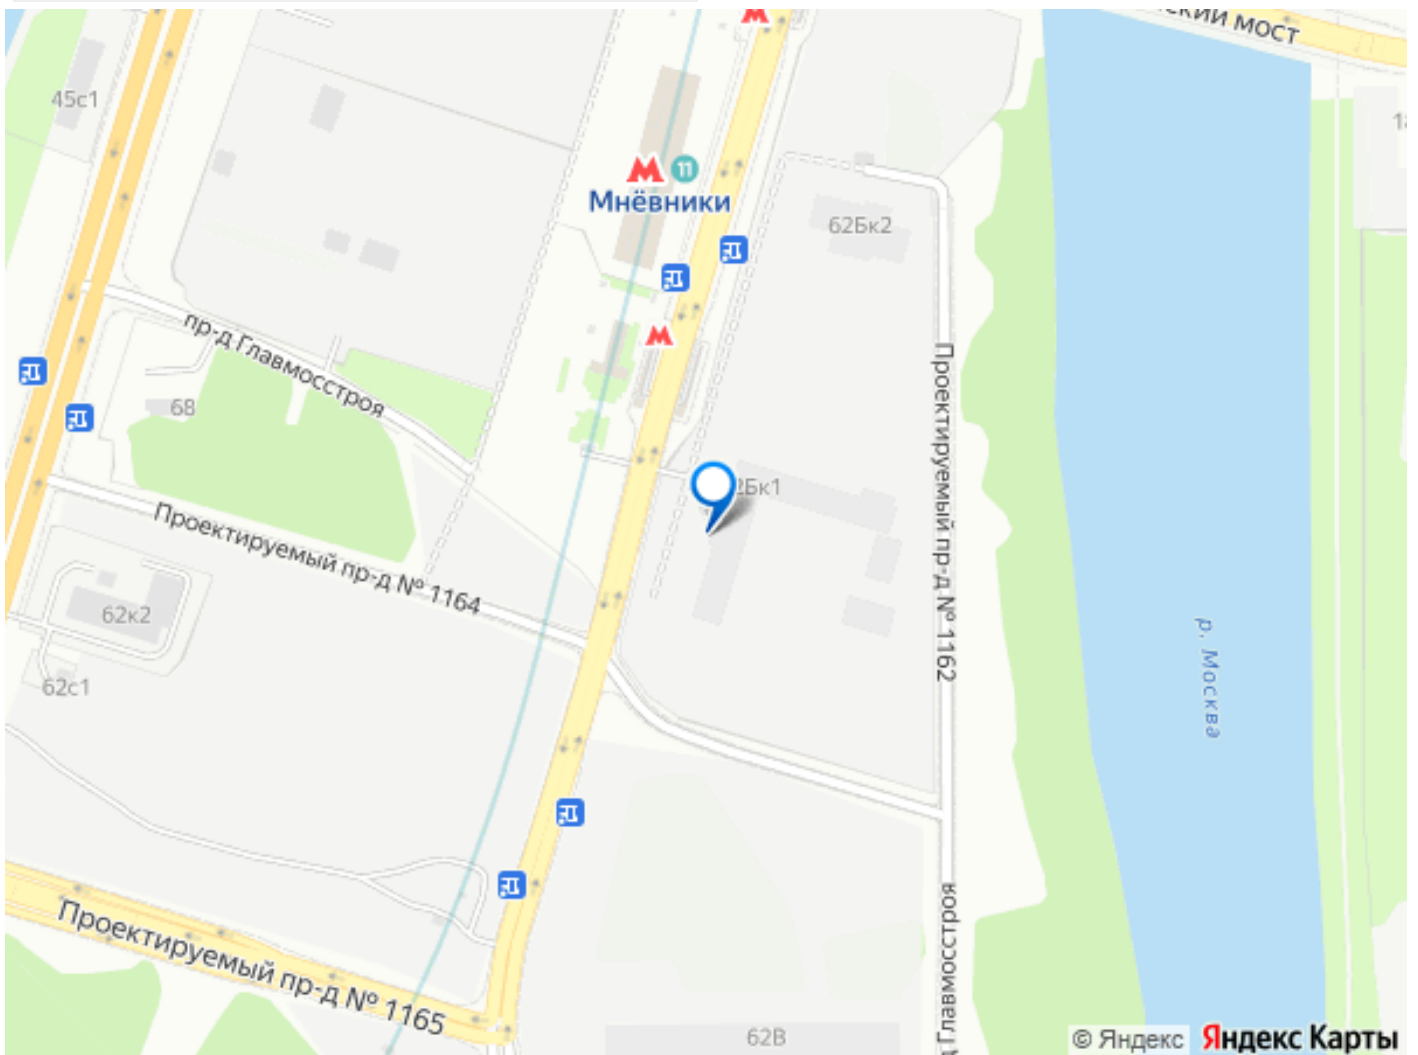 ский мост
45с1
11
Мнёвники
62Бк2
пр-д Главмосстроя
68
Проектируемый пр-д № 1162
2Бк1
Проектируемый пр-д № 1164
62к2
62с1
р. Москва
Главмосстроя
Проектируемый пр-д № 1165
62В
© Яндекс Яндекс Карты